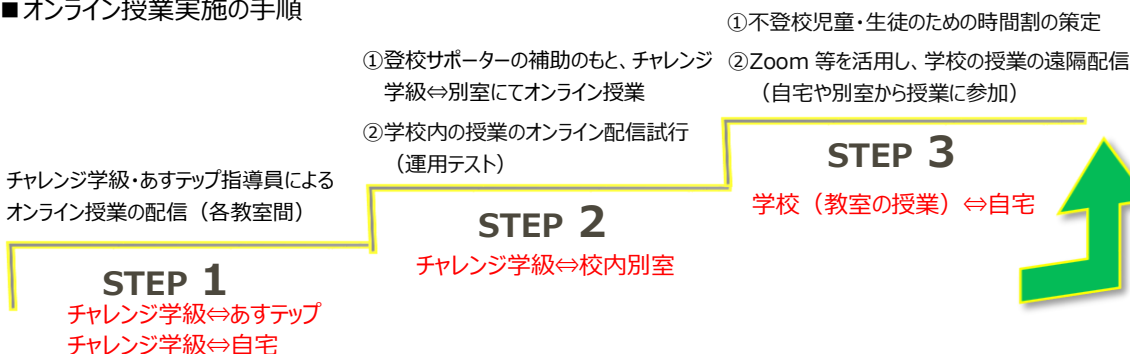 ■オンライン授業実施の手順
チャレンジ学級・あすテップ指導員による
オンライン授業の配信（各教室間）
STEP 1
チャレンジ学級⇔あすテップ
チャレンジ学級⇔自宅
①登校サポーターの補助のもと、チャレンジ
学級⇔別室にてオンライン授業
②学校内の授業のオンライン配信試行
（運用テスト）
STEP 2
チャレンジ学級⇔校内別室
①不登校児童・生徒のための時間割の策定
②Zoom 等を活用し、学校の授業の遠隔配信
（自宅や別室から授業に参加）
STEP 3
学校（教室の授業）⇔自宅